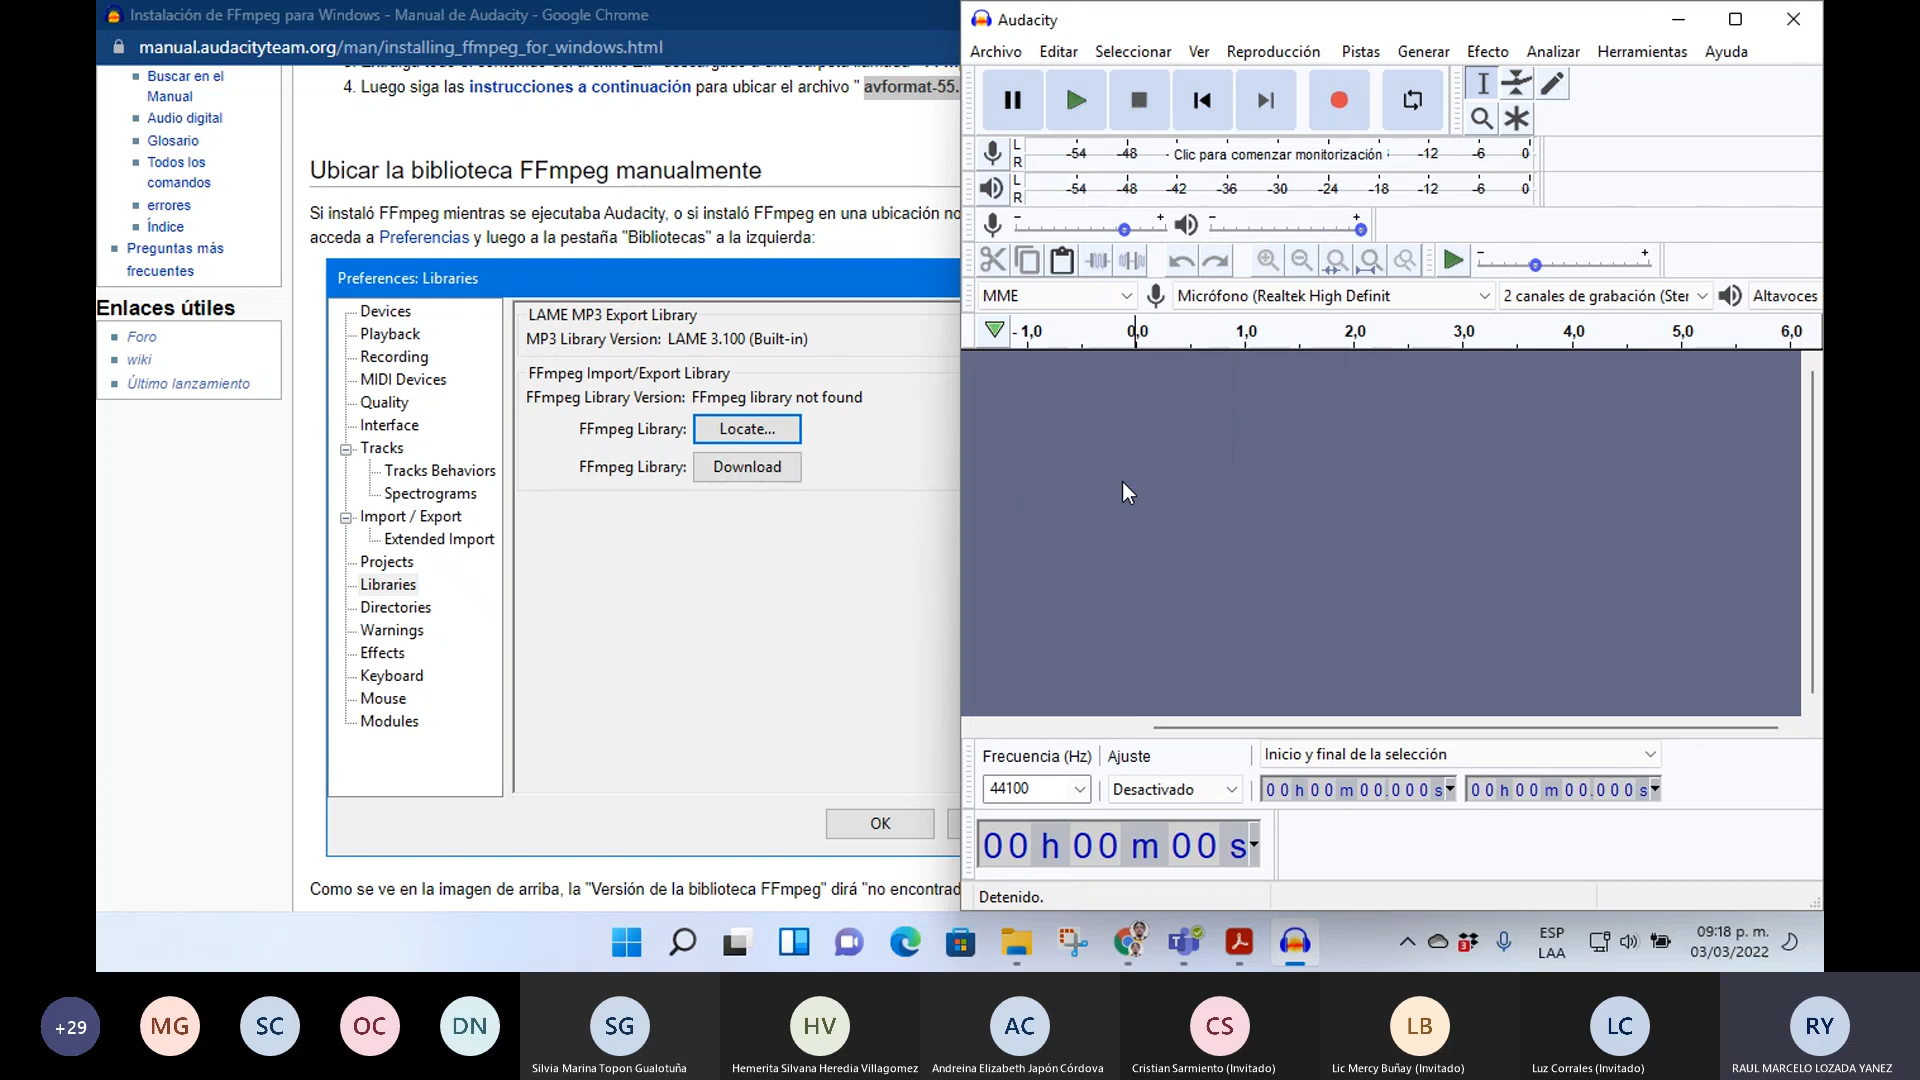 Instalación de FFmpeg para Windows - Manual de Audacity - Google Chrome
manual.audacityteam.org/man/installing_ffmpeg_for_windows.html
Buscar en el
Manual
Audio digital
Glosario
Todos los
comandos
errores
Índice
Preguntas más
frecuentes
Enlaces útiles
Foro
wiki
Último lanzamiento
4. Luego siga las instrucciones a continuación para ubicar el archivo " avformat-55.
Ubicar la biblioteca FFmpeg manualmente
Si instaló FFmpeg mientras se ejecutaba Audacity, o si instaló FFmpeg en una ubicación no
acceda a Preferencias y luego a la pestaña "Bibliotecas" a la izquierda:
Preferences: Libraries
Devices
Playback
Recording
MIDI Devices
Quality
Interface
Tracks
Tracks Behaviors
Spectrograms
Import / Export
Extended Import
Projects
Libraries
Directories
Warnings
Effects
Keyboard
Mouse
Modules
LAME MP3 Export Library
MP3 Library Version: LAME 3.100 (Built-in)
FFmpeg Import/Export Library
FFmpeg Library Version: FFmpeg library not found
FFmpeg Library: Locate...
FFmpeg Library: Download
OK
Como se ve en la imagen de arriba, la "Versión de la biblioteca FFmpeg" dirá "no encontrad
Audacity
Archivo Editar Seleccionar Ver Reproducción Pistas Generar Efecto Analizar Herramientas Ayuda
L
R
-54 -48 - Clic para comenzar monitorización -12 -6 0
L
R
-54 -48 -42 -36 -30 -24 -18 -12 -6 0
- + - +
- +
MME Micrófono (Realtek High Definit 2 canales de grabación (Ster Altavoces
- 1,0 0,0 1,0 2,0 3,0 4,0 5,0 6,0
Frecuencia (Hz) Ajuste Inicio y final de la selección
44100 Desactivado 00 h 00 m 00.000 s 00 h 00 m 00.000 s
00 h 00 m 00 s
Detenido.
3
ESP
LAA
09:18 p. m.
03/03/2022
+29 MG SC OC DN SG HV AC CS LB LC RY
Silvia Marina Topon Gualotuña Hemerita Silvana Heredia Villagomez Andreina Elizabeth Japón Córdova Cristian Sarmiento (Invitado) Lic Mercy Buñay (Invitado) Luz Corrales (Invitado) RAUL MARCELO LOZADA YANEZ